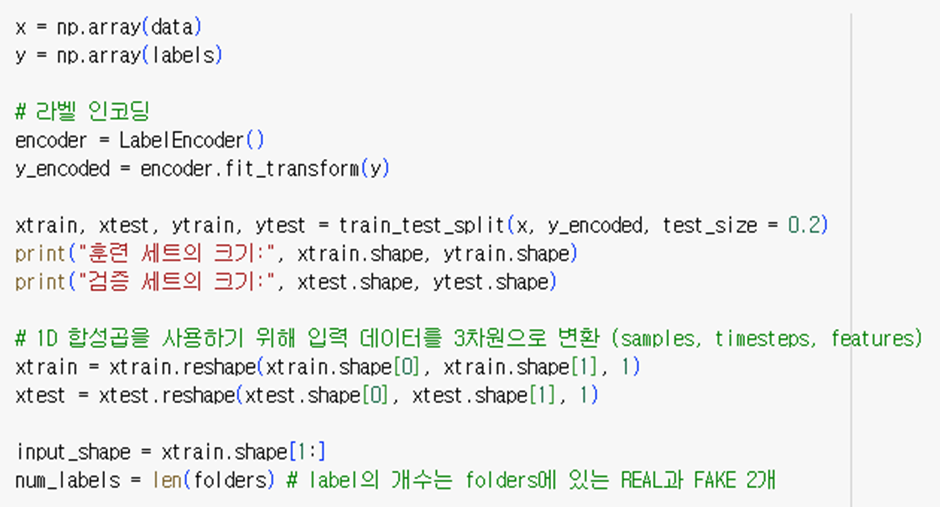 x = np.array(data)
y = np.array(labels)
# 라벨 인코딩
encoder = LabelEncoder()
y_encoded = encoder.fit_transform(y)
xtrain, xtest, ytrain, ytest = train_test_split(x, y_encoded, test_size = 0.2)
print("훈련 세트의 크기:", xtrain.shape, ytrain.shape)
print("검증 세트의 크기:", xtest.shape, ytest.shape)
# 1D 합성곱을 사용하기 위해 입력 데이터를 3차원으로 변환 (samples, timesteps, features)
xtrain = xtrain.reshape(xtrain.shape[0], xtrain.shape[1], 1)
xtest = xtest.reshape(xtest.shape[0], xtest.shape[1], 1)
input_shape = xtrain.shape[1:]
num_labels = len(folders) # label의 개수는 folders에 있는 REAL과 FAKE 2개